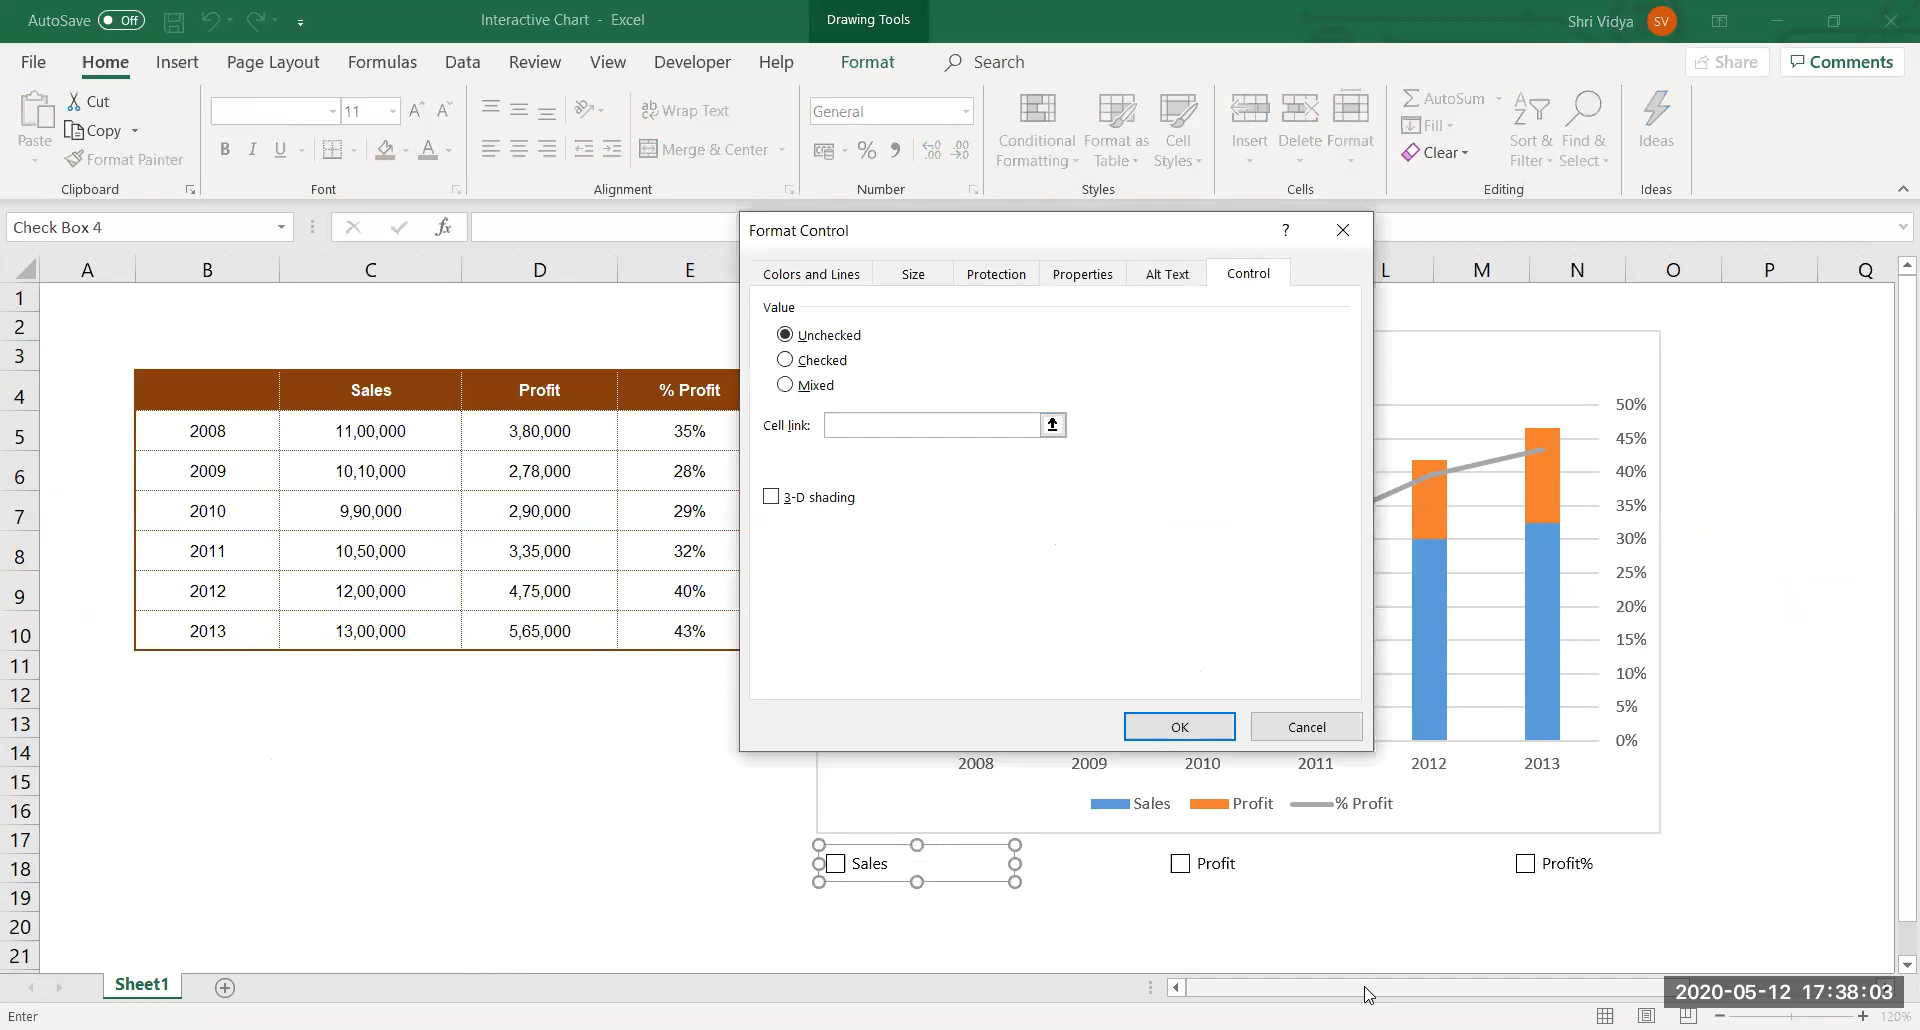 AutoSave Off
Interactive Chart - Excel
Drawing Tools
Shri Vidya SV
File Home Insert Page Layout Formulas Data Review View Developer Help Format Search
Share Comments
Paste
Cut
Copy
Format Painter
Clipboard
11
B I U A
Font
ab Wrap Text
Merge & Center
Alignment
General
Number
Conditional Formatting
Format as Table
Cell Styles
Styles
Insert Delete Format
Cells
AutoSum
Fill
Clear
Sort & Filter
Find & Select
Editing
Ideas
Ideas
Check Box 4
fx
A B C D E L M N O P Q
1
2
3
4
5
6
7
8
9
10
11
12
13
14
15
16
17
18
19
20
21
Sales Profit % Profit
2008 11,00,000 3,80,000 35%
2009 10,10,000 2,78,000 28%
2010 9,90,000 2,90,000 29%
2011 10,50,000 3,35,000 32%
2012 12,00,000 4,75,000 40%
2013 13,00,000 5,65,000 43%
Format Control ?
Colors and Lines Size Protection Properties Alt Text Control
Value
Unchecked
Checked
Mixed
Cell link:
3-D shading
OK Cancel
50%
45%
40%
35%
30%
25%
20%
15%
10%
5%
0%
2008 2009 2010 2011 2012 2013
Sales Profit % Profit
Sales Profit Profit%
Sheet1
2020-05-12 17:38:03
Enter
120%